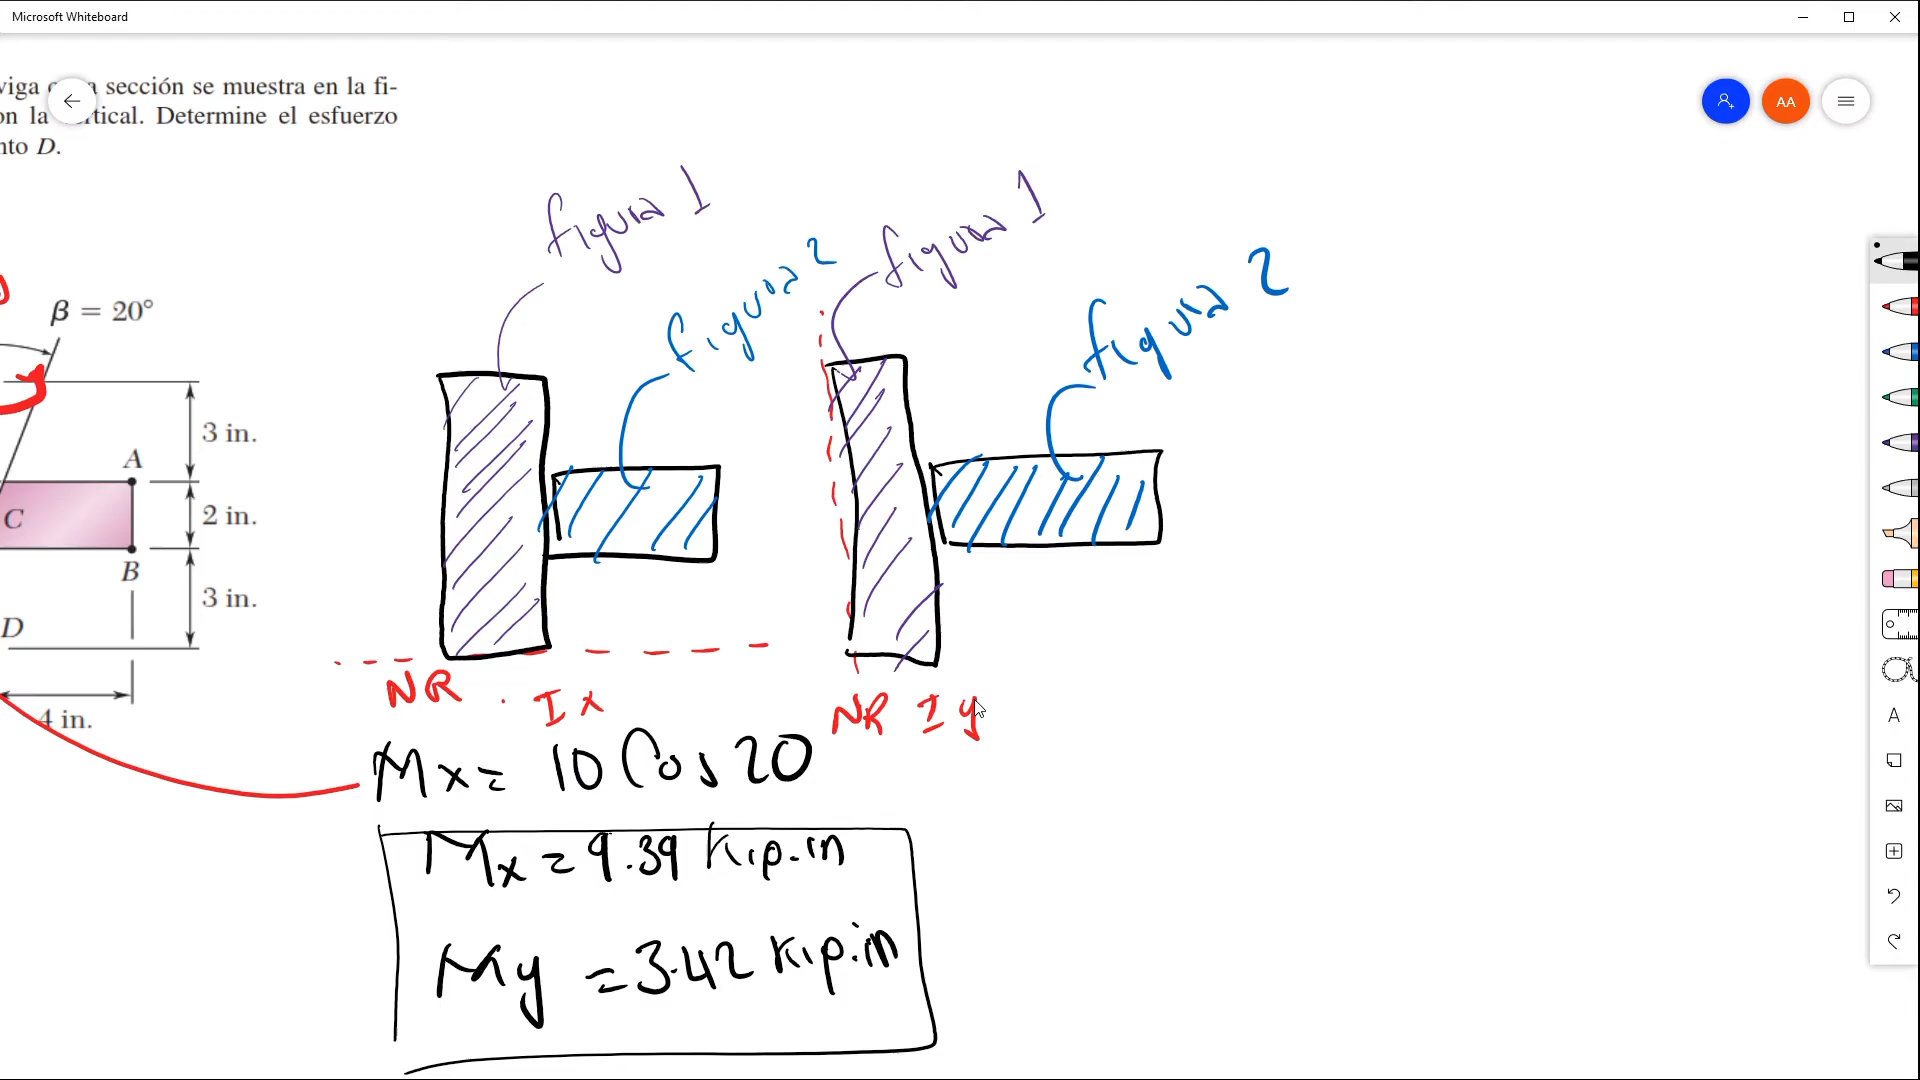 Microsoft Whiteboard
viga sección se muestra en la fi-
on la vertical. Determine el esfuerzo
nto D.
AA
figura 1
figura 2
figura 1
figura 2
β = 20°
3 in.
A
C
2 in.
B
3 in.
D
4 in.
NR . Ix
NR Iy
Mx= 10 Cos 20
Mx = 9.39 Kip.in
My = 3.42 Kip.in
A